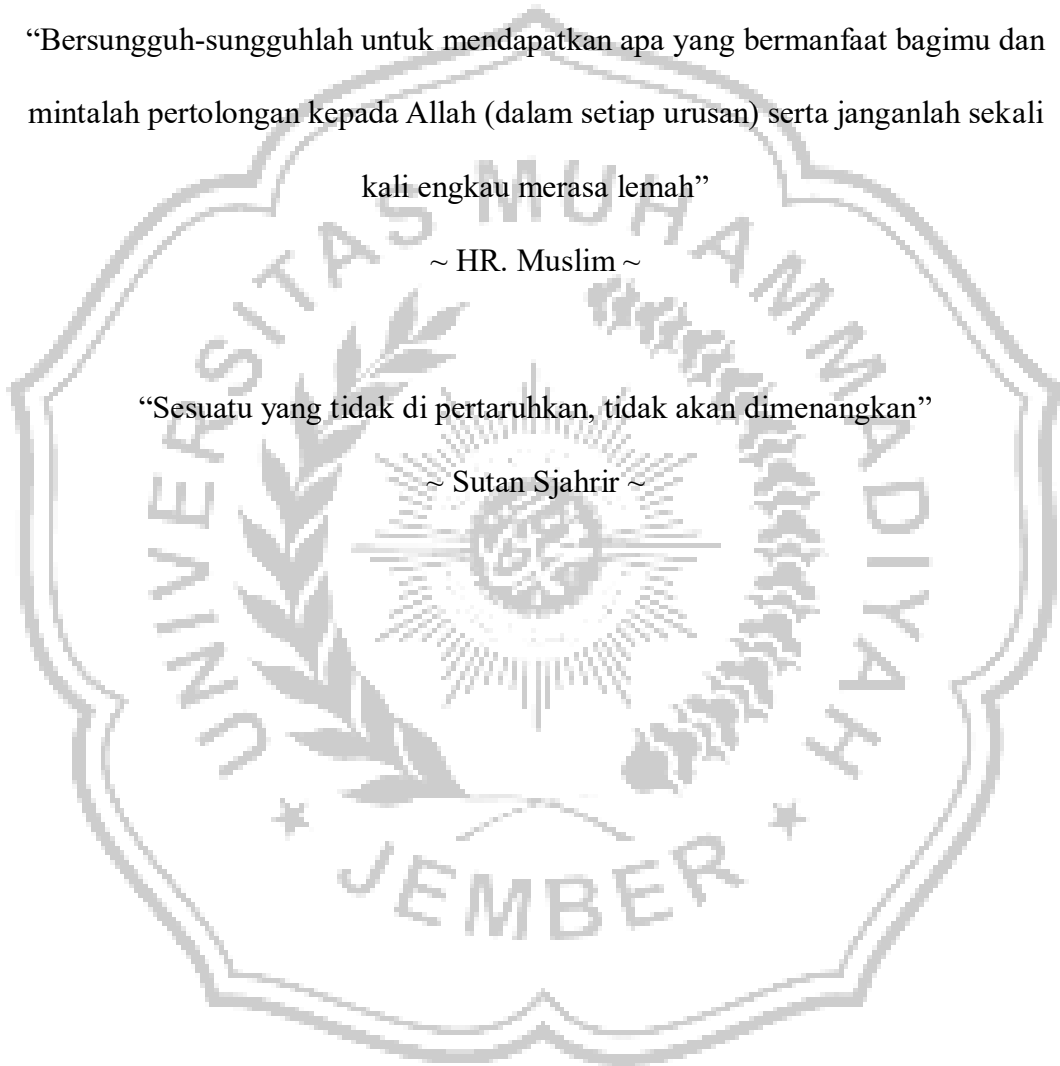 “Bersungguh-sungguhlah untuk mendapatkan apa yang bermanfaat bagimu dan
mintalah pertolongan kepada Allah (dalam setiap urusan) serta janganlah sekali
kali engkau merasa lemah”
~ HR. Muslim ~
“Sesuatu yang tidak di pertaruhkan, tidak akan dimenangkan”
~ Sutan Sjahrir ~
UNIVERSITAS MUHAMMADIYAH
JEMBER